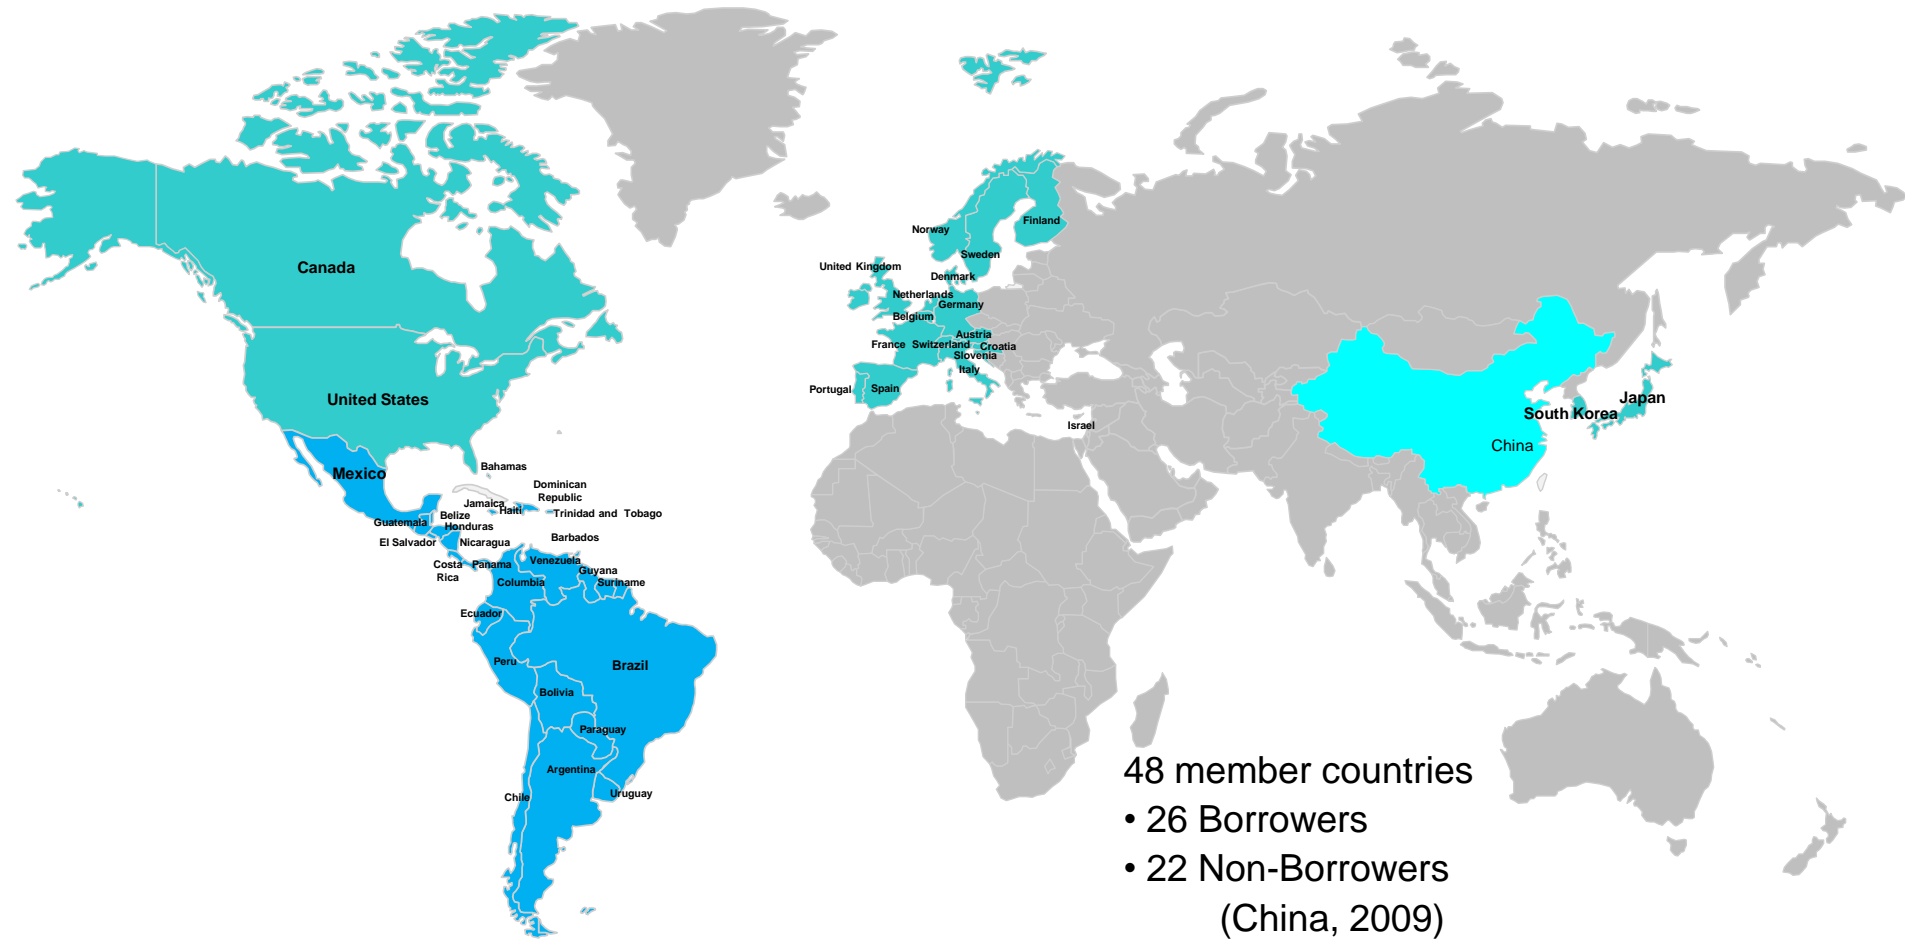 Canada
United States
Mexico
Bahamas
Dominican
Republic
Jamaica
Haiti
Trinidad and Tobago
Guatemala
Belize
Honduras
El Salvador
Nicaragua
Barbados
Costa
Rica
Panama
Venezuela
Guyana
Columbia
Suriname
Ecuador
Peru
Brazil
Bolivia
Paraguay
Argentina
Chile
Uruguay
Norway
Finland
Sweden
United Kingdom
Denmark
Netherlands
Germany
Belgium
Austria
France
Switzerland
Croatia
Slovenia
Italy
Portugal
Spain
Israel
Japan
South Korea
China
48 member countries
• 26 Borrowers
• 22 Non-Borrowers
(China, 2009)